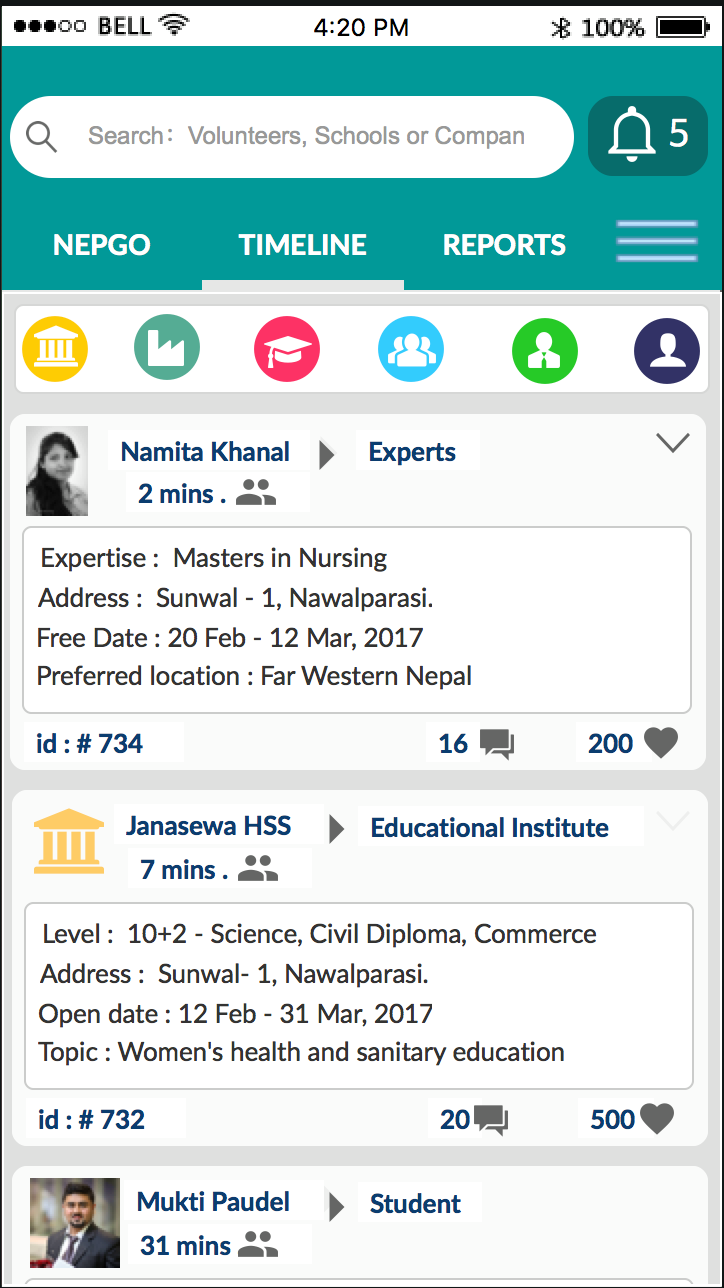 BELL 4:20 PM 100%
Search: Volunteers, Schools or Compan
5
NEPGO TIMELINE REPORTS
Namita Khanal Experts
2 mins .
Expertise : Masters in Nursing
Address : Sunwal - 1, Nawalparasi.
Free Date : 20 Feb - 12 Mar, 2017
Preferred location : Far Western Nepal
id : # 734 16 200
Janasewa HSS Educational Institute
7 mins .
Level : 10+2 - Science, Civil Diploma, Commerce
Address : Sunwal- 1, Nawalparasi.
Open date : 12 Feb - 31 Mar, 2017
Topic : Women's health and sanitary education
id : # 732 20 500
Mukti Paudel Student
31 mins